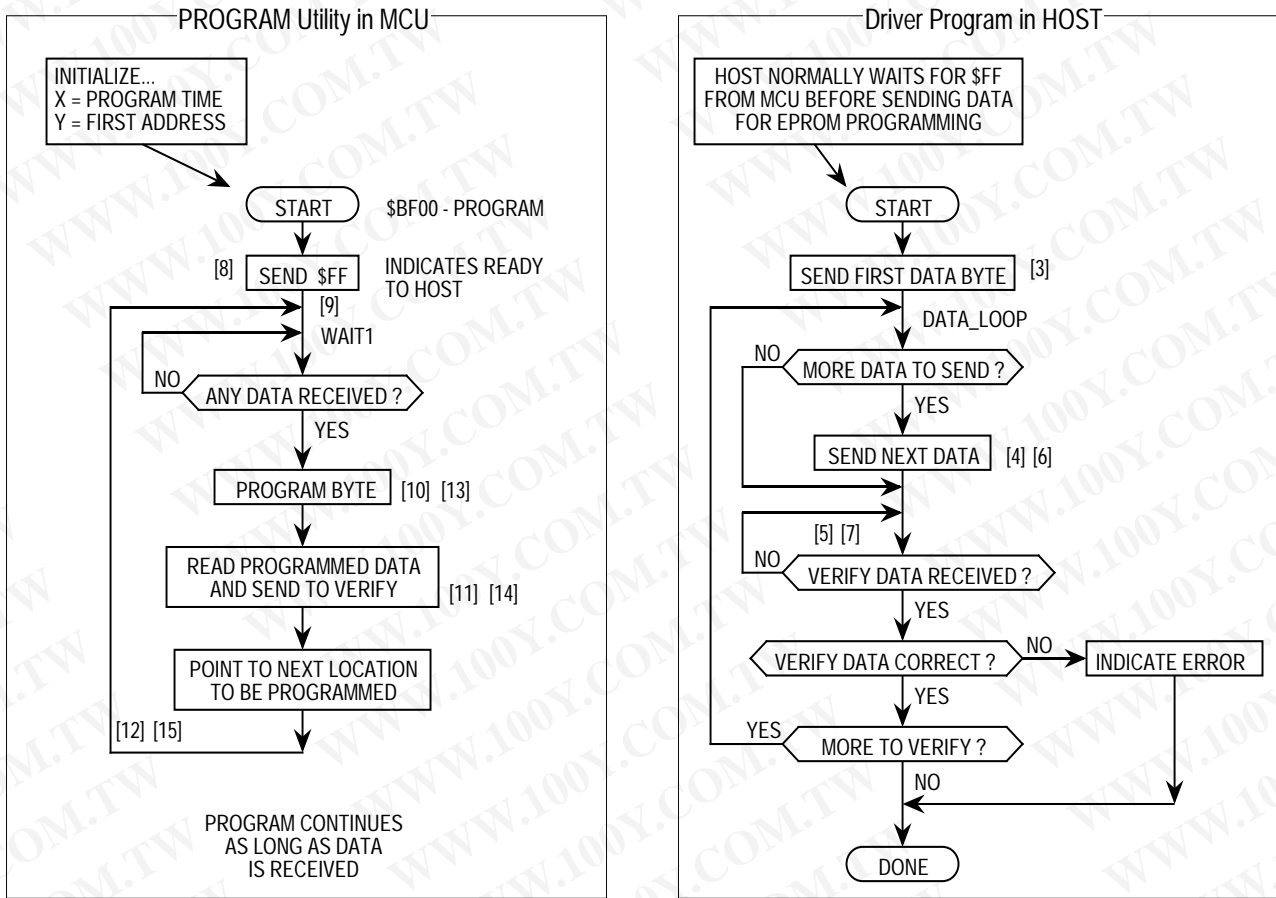 PROGRAM Utility in MCU
INITIALIZE...
X = PROGRAM TIME
Y = FIRST ADDRESS
START
$BF00 - PROGRAM
[8]
SEND $FF
INDICATES READY
TO HOST
[9]
WAIT1
NO
ANY DATA RECEIVED ?
YES
PROGRAM BYTE
[10] [13]
READ PROGRAMMED DATA
AND SEND TO VERIFY
[11] [14]
POINT TO NEXT LOCATION
TO BE PROGRAMMED
[12] [15]
PROGRAM CONTINUES
AS LONG AS DATA
IS RECEIVED
Driver Program in HOST
HOST NORMALLY WAITS FOR $FF
FROM MCU BEFORE SENDING DATA
FOR EPROM PROGRAMMING
START
SEND FIRST DATA BYTE
[3]
DATA_LOOP
NO
MORE DATA TO SEND ?
YES
SEND NEXT DATA
[4] [6]
[5] [7]
NO
VERIFY DATA RECEIVED ?
YES
VERIFY DATA CORRECT ?
NO
INDICATE ERROR
YES
YES
MORE TO VERIFY ?
NO
DONE
WWW.100Y.COM.TW